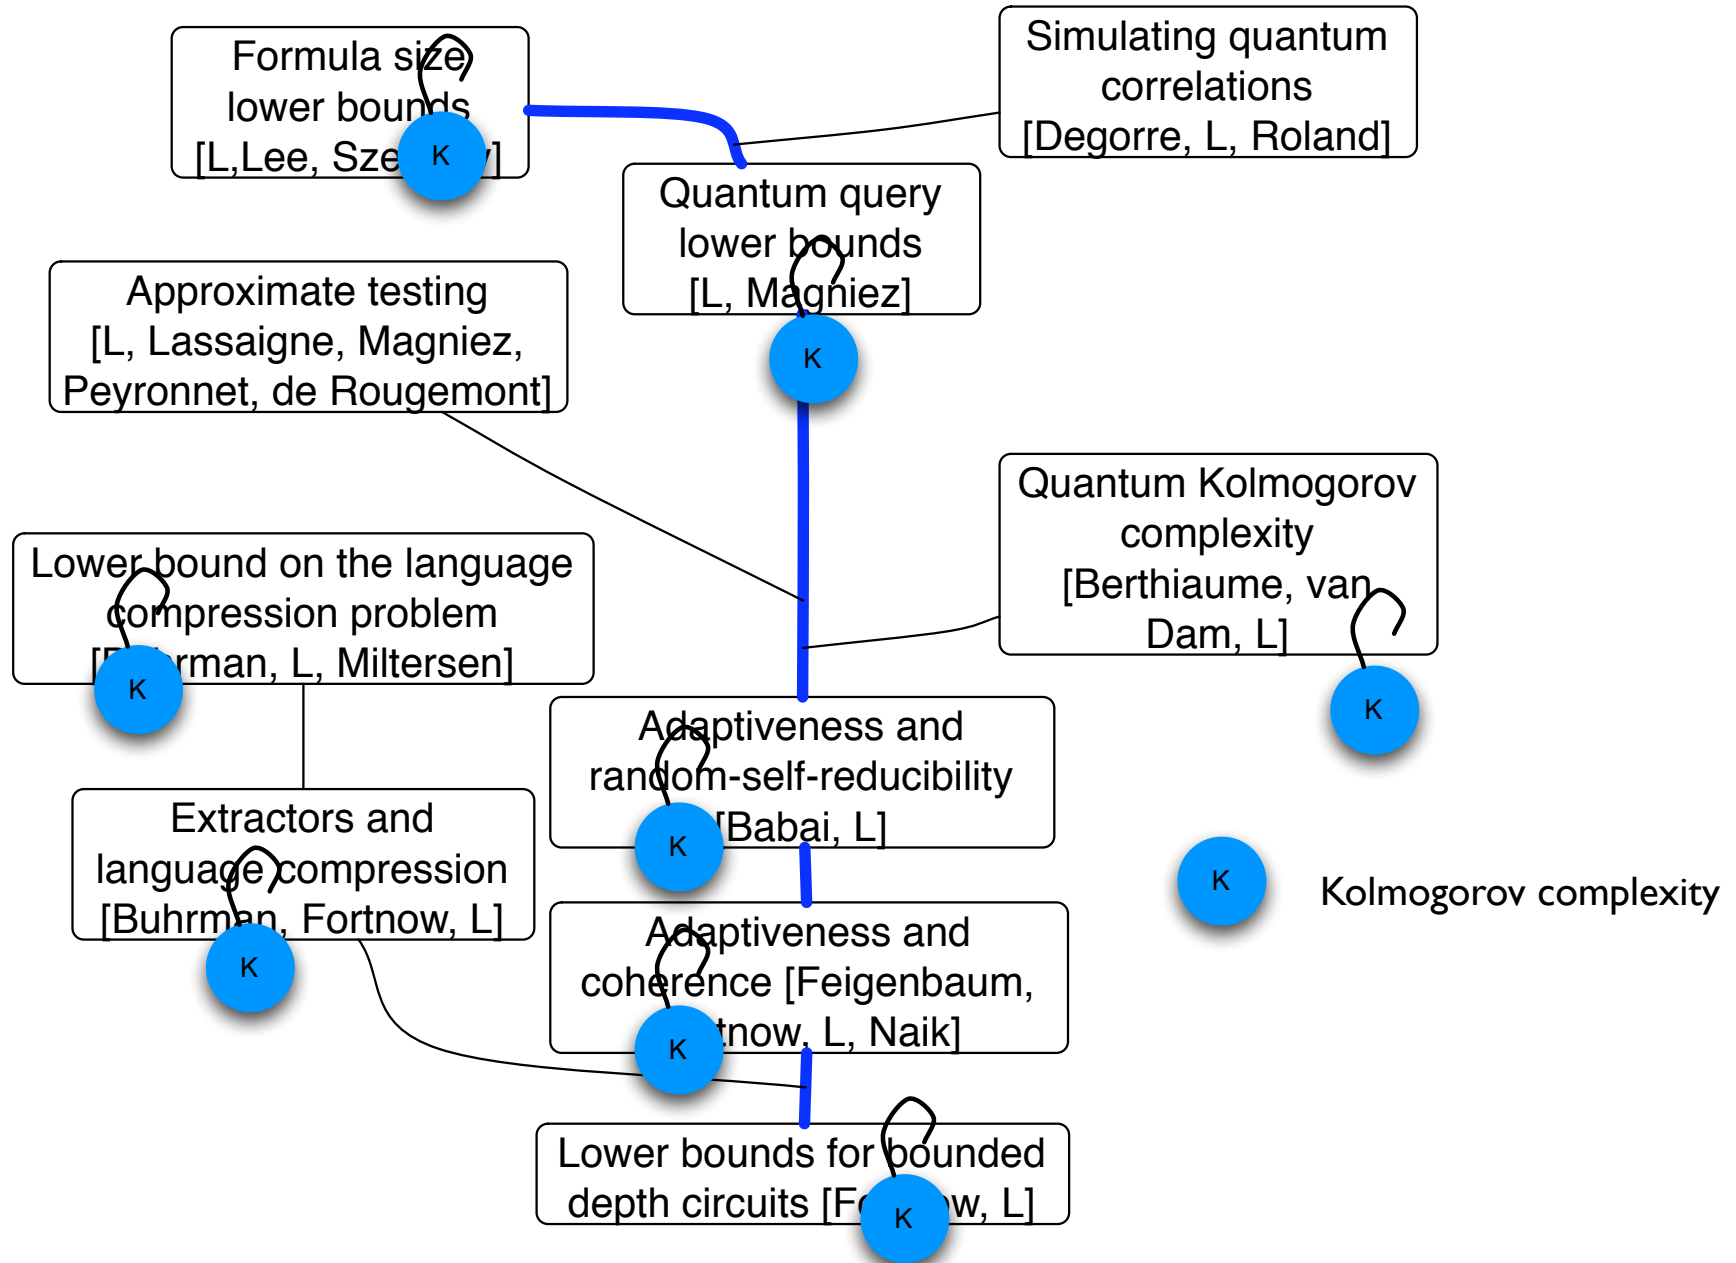 Formula size
lower bounds
[L,Lee,
K
Simulating quantum
correlations
[Degorre, L, Roland]
Quantum query
lower bounds
[L, Magniez]
K
Approximate testing
[L, Lassaigne, Magniez,
Peyronnet, de Rougemont]
Quantum Kolmogorov
complexity
[Berthiaume, van
Dam, L]
K
Lower bound on the language
compression problem
L, Miltersen]
K
Adaptiveness and
random-self-reducibility
[Babai, L]
K
Extractors and
language compression
[Buhrman, Fortnow, L]
K
K
Kolmogorov complexity
Adaptiveness and
coherence [Feigenbaum,
L, Naik]
K
Lower bounds for bounded
depth circuits
L]
K